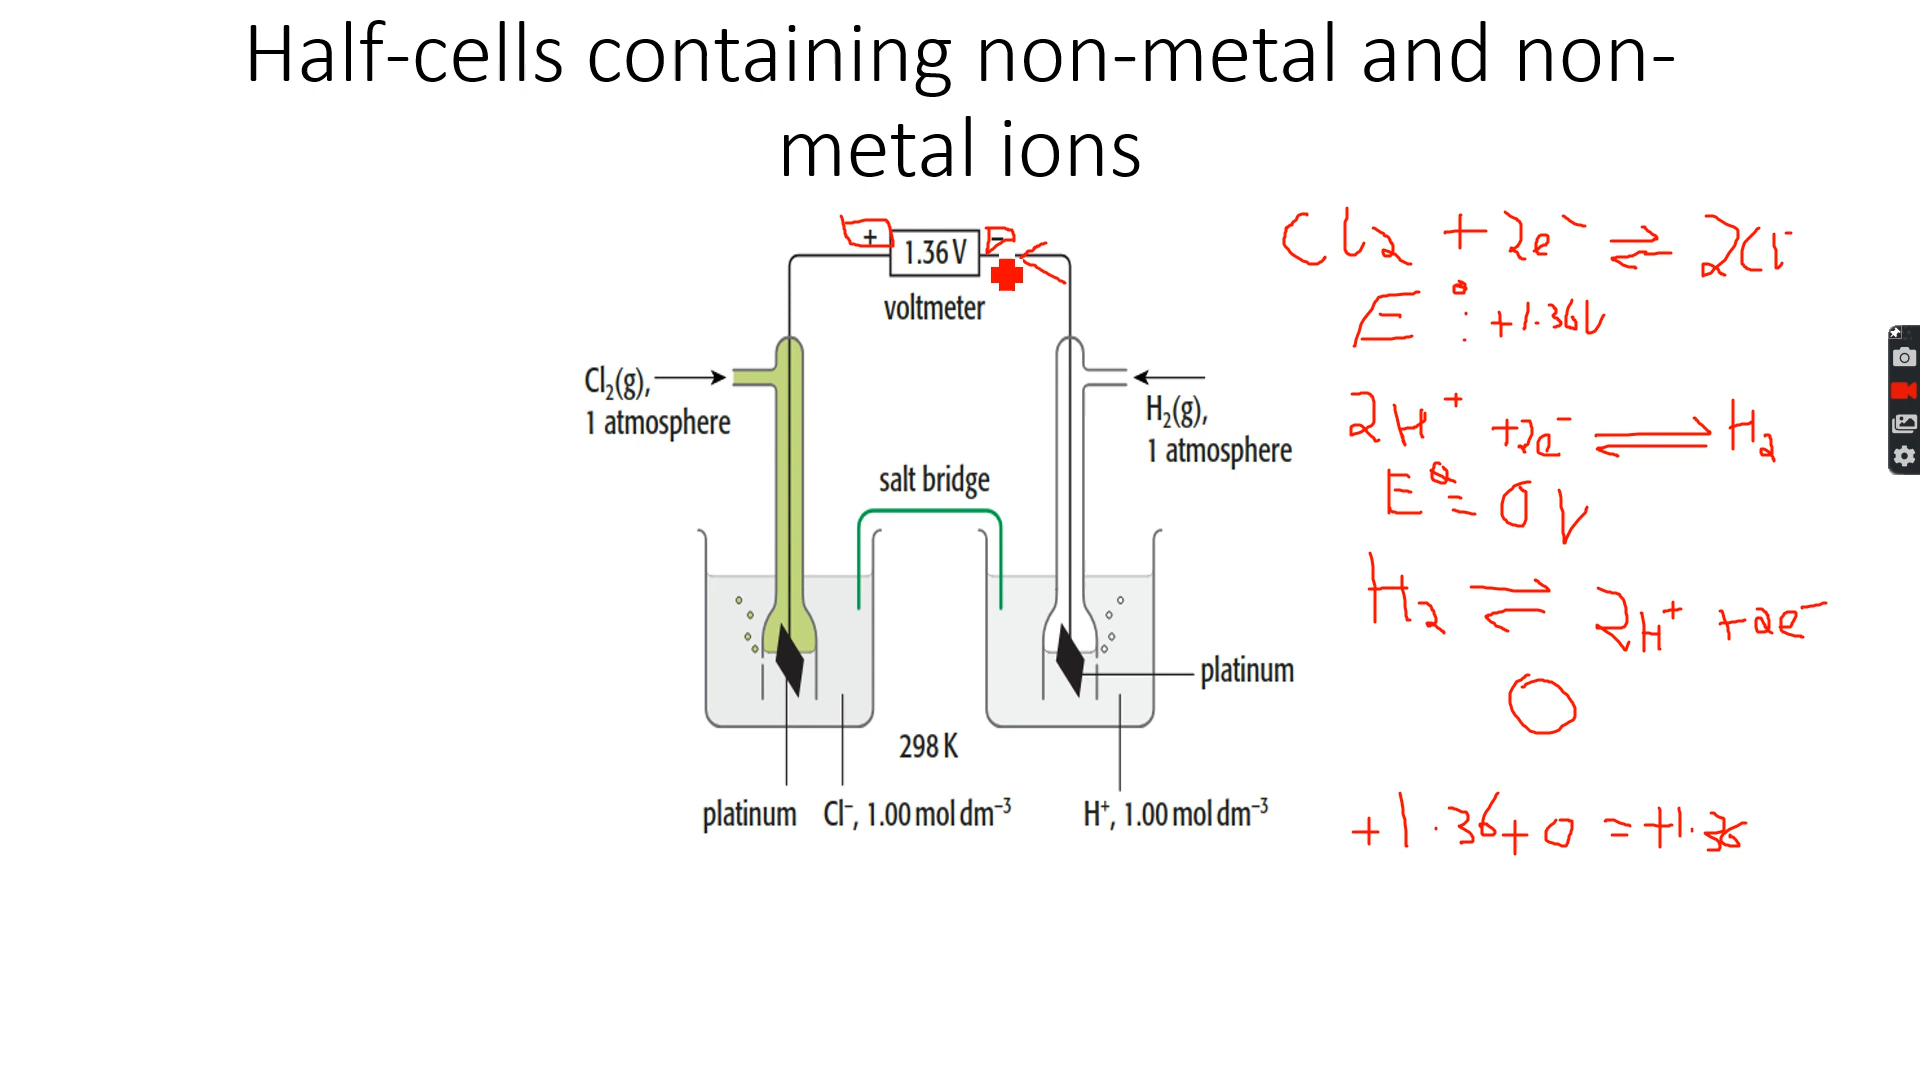 Half-cells containing non-metal and non-
metal ions
+ 1.36 V −
voltmeter
Cl₂(g),
1 atmosphere
H₂(g),
1 atmosphere
salt bridge
platinum
298 K
platinum
Cl⁻, 1.00 mol dm⁻³
H⁺, 1.00 mol dm⁻³
Cl₂ + 2e⁻ ⇌ 2Cl⁻
E⁰ : +1.36V
2H⁺ +2e⁻ ⇌ H₂
E⁰ = 0 V
H₂ ⇌ 2H⁺ +2e⁻
O
+1.36+0 = +1.36